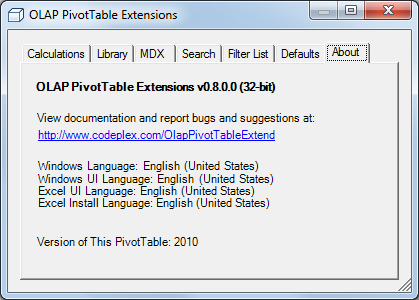 OLAP PivotTable Extensions
Calculations Library MDX Search Filter List Defaults About
OLAP PivotTable Extensions v0.8.0.0 (32-bit)
View documentation and report bugs and suggestions at:
http://www.codeplex.com/OlapPivotTableExtend
Windows Language: English (United States)
Windows UI Language: English (United States)
Excel UI Language: English (United States)
Excel Install Language: English (United States)
Version of This PivotTable: 2010